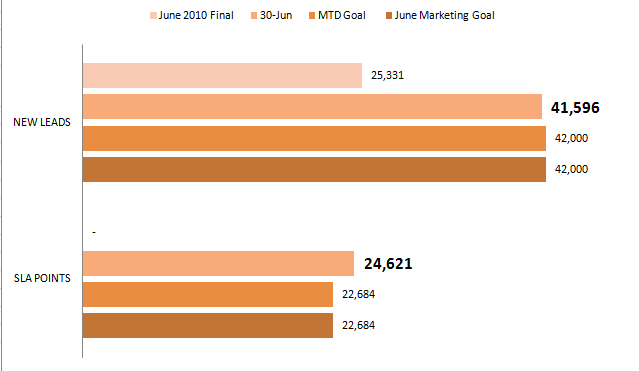 June 2010 Final 30-Jun MTD Goal June Marketing Goal
25,331
41,596
NEW LEADS
42,000
42,000
-
24,621
SLA POINTS
22,684
22,684